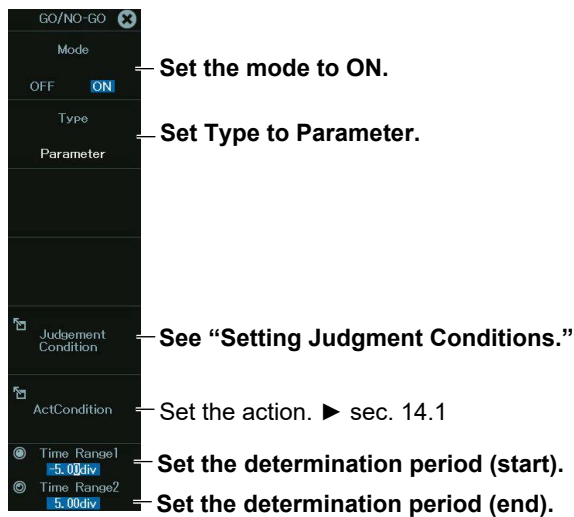 GO/NO-GO
Mode
Set the mode to ON.
OFF ON
Type
Set Type to Parameter.
Parameter
Judgement
Condition
See “Setting Judgment Conditions.”
ActCondition
Set the action. ► sec. 14.1
Time Range1
-5.00div
Set the determination period (start).
Time Range2
5.00div
Set the determination period (end).